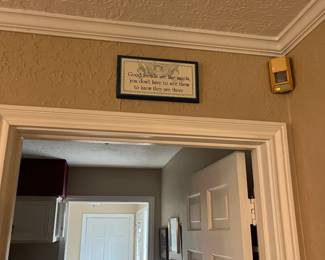 Good friends are like angels,
you don't have to see them
to know they are there